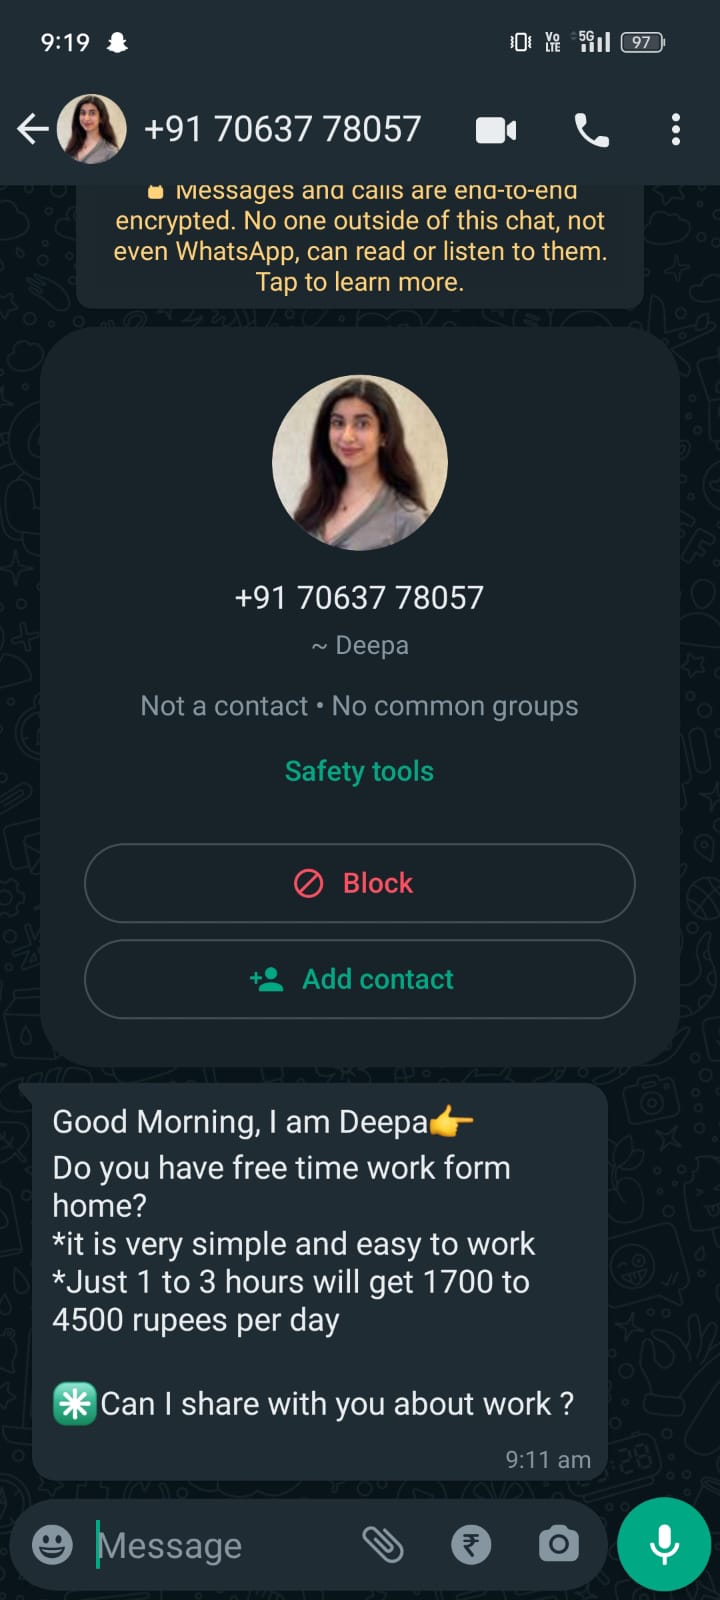 9:19
Vo
LTE
5G
97
+91 70637 78057
Messages and calls are end-to-end
encrypted. No one outside of this chat, not
even WhatsApp, can read or listen to them.
Tap to learn more.
+91 70637 78057
~ Deepa
Not a contact • No common groups
Safety tools
Block
Add contact
Good Morning, I am Deepa👉
Do you have free time work form
home?
*it is very simple and easy to work
*Just 1 to 3 hours will get 1700 to
4500 rupees per day
✳️Can I share with you about work ?
9:11 am
Message